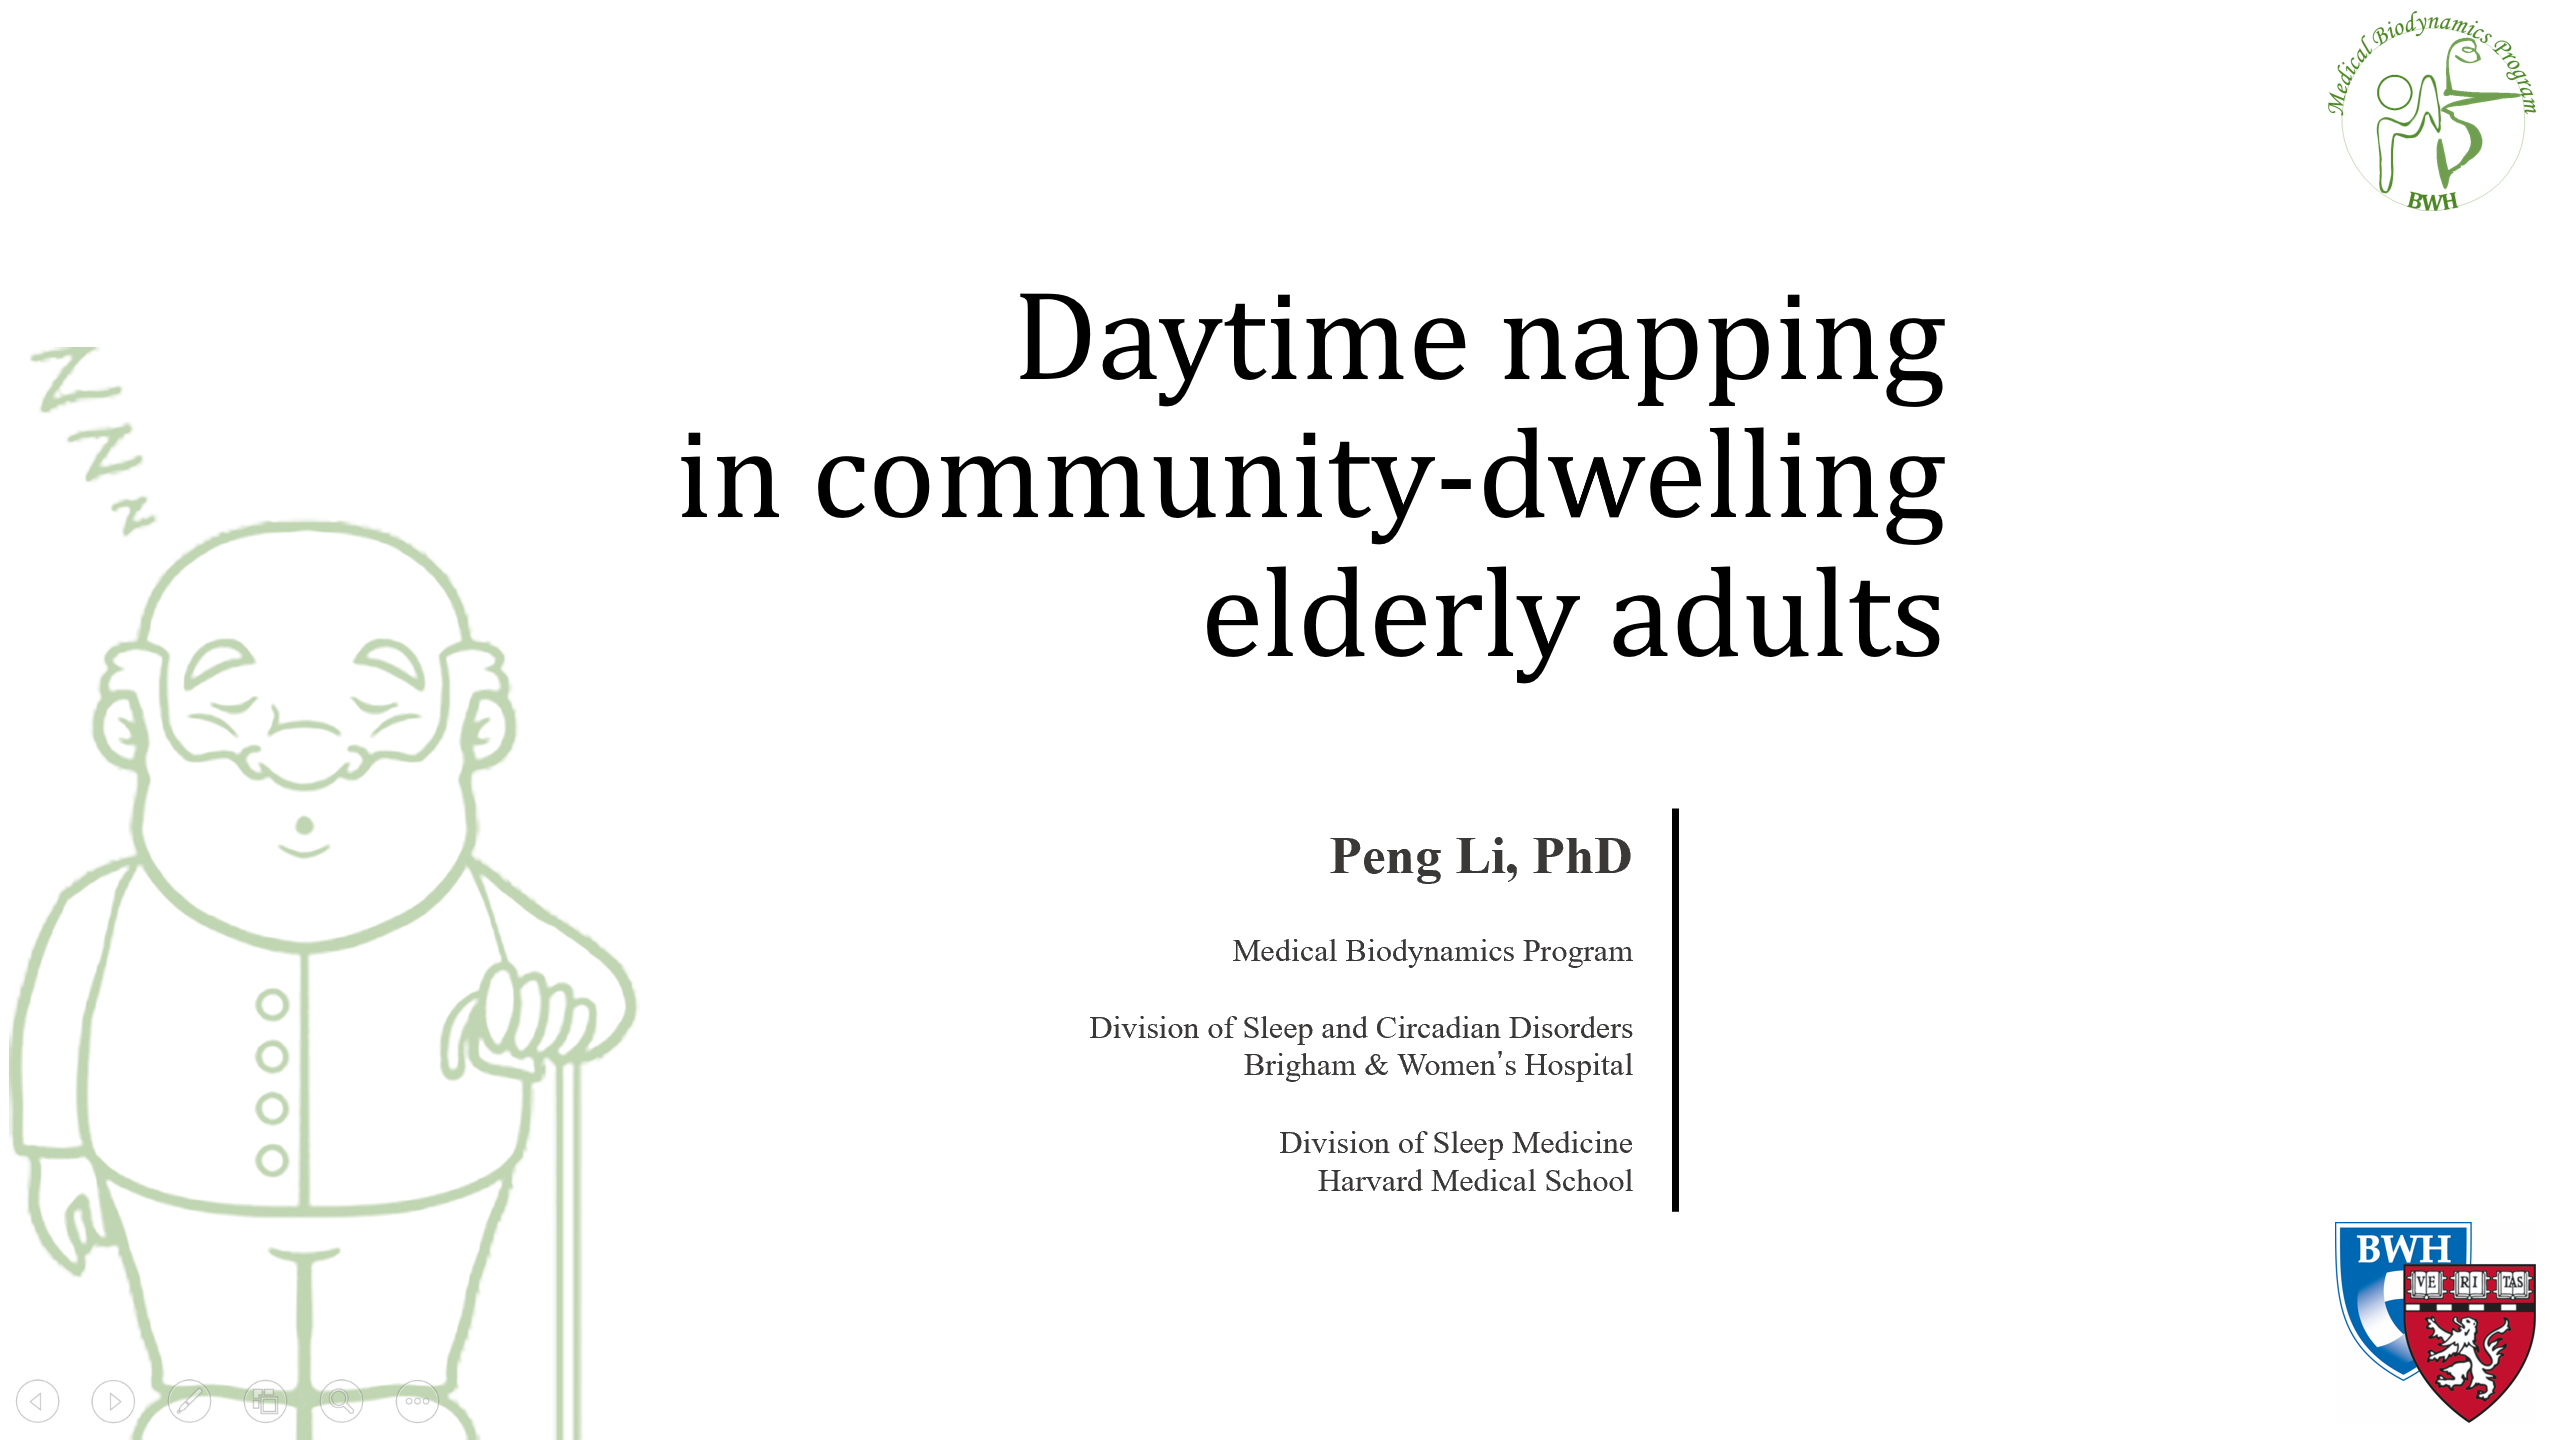 Medical Biodynamics Program
BWH
Daytime napping
in community-dwelling
elderly adults
Z
Z
z
Peng Li, PhD
Medical Biodynamics Program
Division of Sleep and Circadian Disorders
Brigham & Women's Hospital
Division of Sleep Medicine
Harvard Medical School
BWH
VE RI TAS